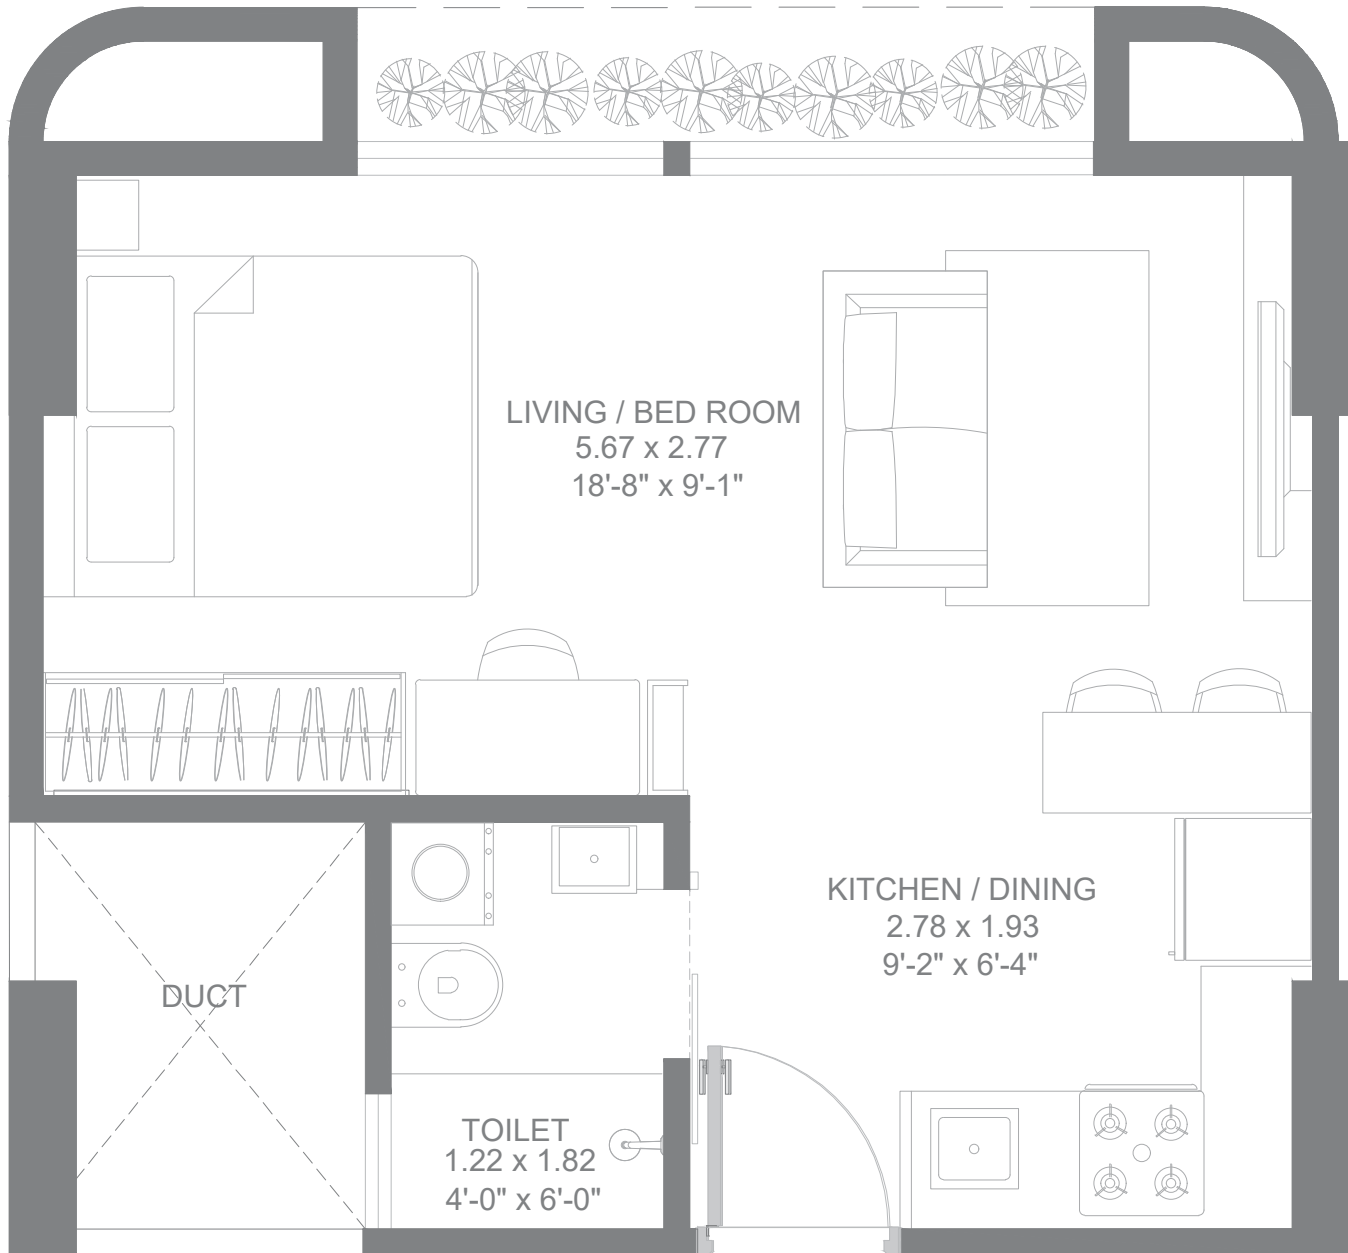 LIVING / BED ROOM
5.67 x 2.77
18'-8" x 9'-1"
KITCHEN / DINING
2.78 x 1.93
9'-2" x 6'-4"
DUCT
TOILET
1.22 x 1.82
4'-0" x 6'-0"